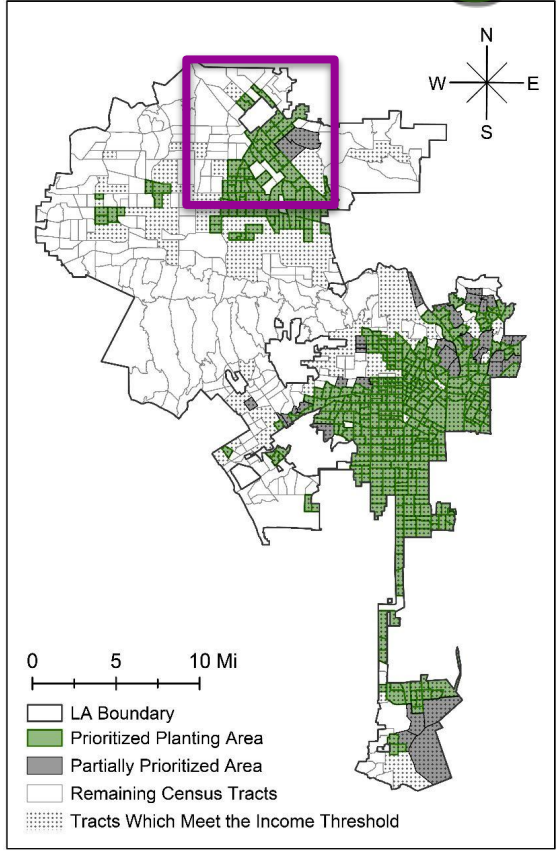 N
W E
S
0 5 10 Mi
LA Boundary
Prioritized Planting Area
Partially Prioritized Area
Remaining Census Tracts
Tracts Which Meet the Income Threshold